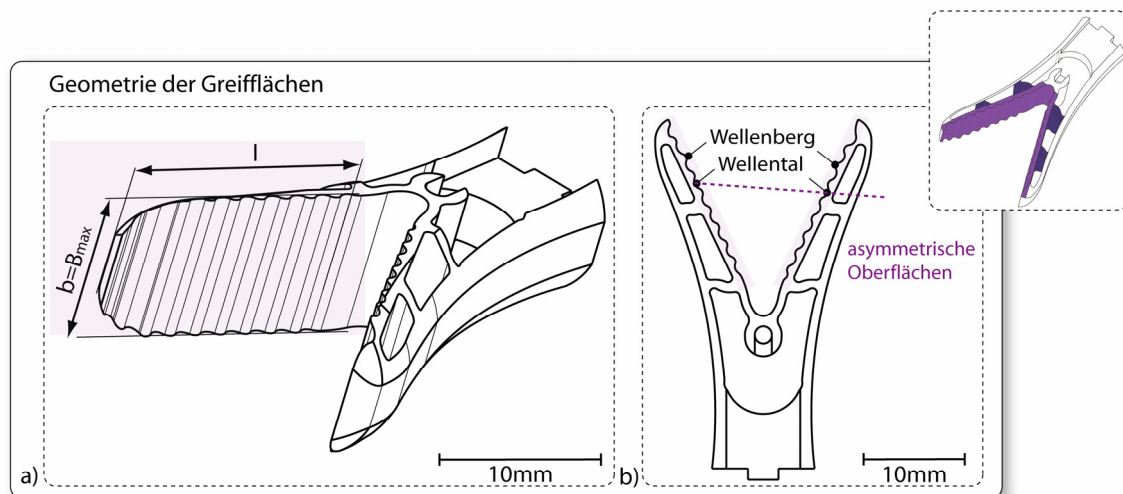 Geometrie der Greifflächen
l
b=Bmax
10mm
a)
Wellenberg
Wellental
asymmetrische
Oberflächen
10mm
b)